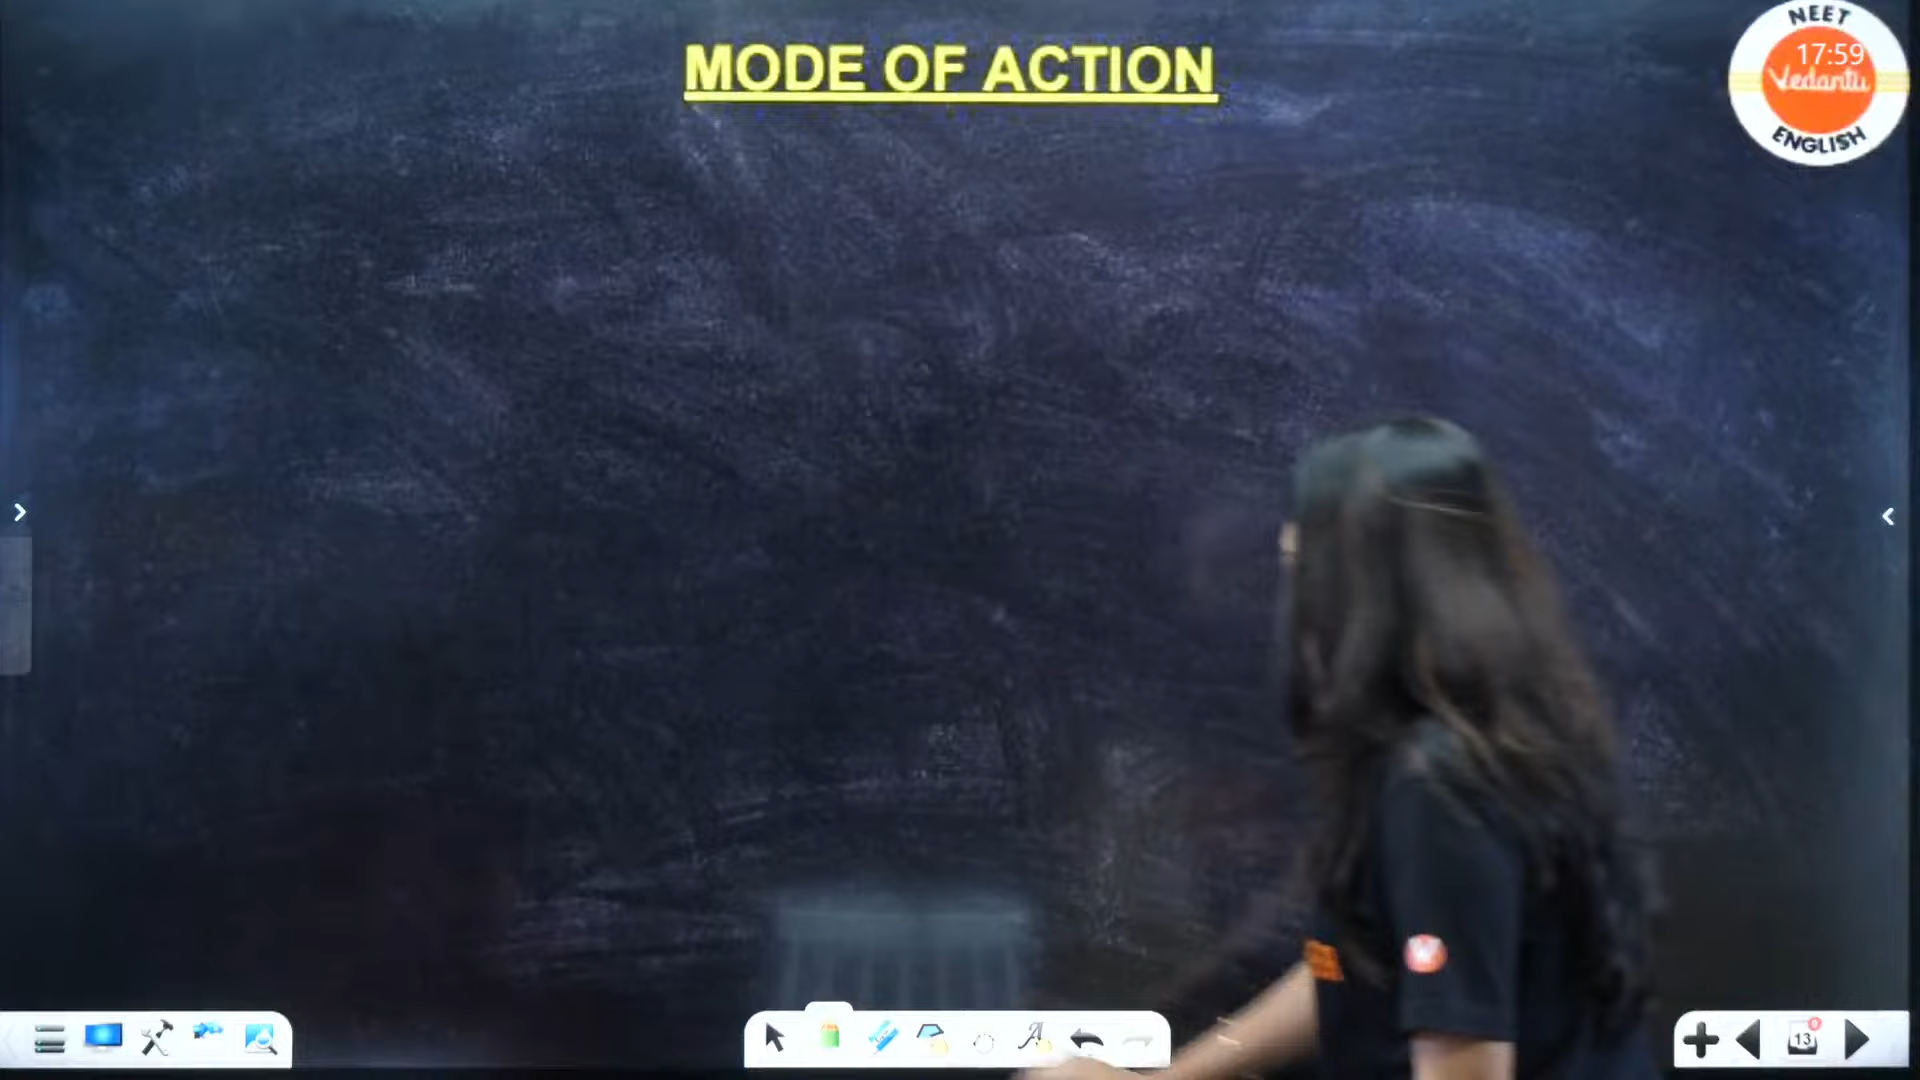 MODE OF ACTION
NEET
17:59
Vedantu
ENGLISH
13